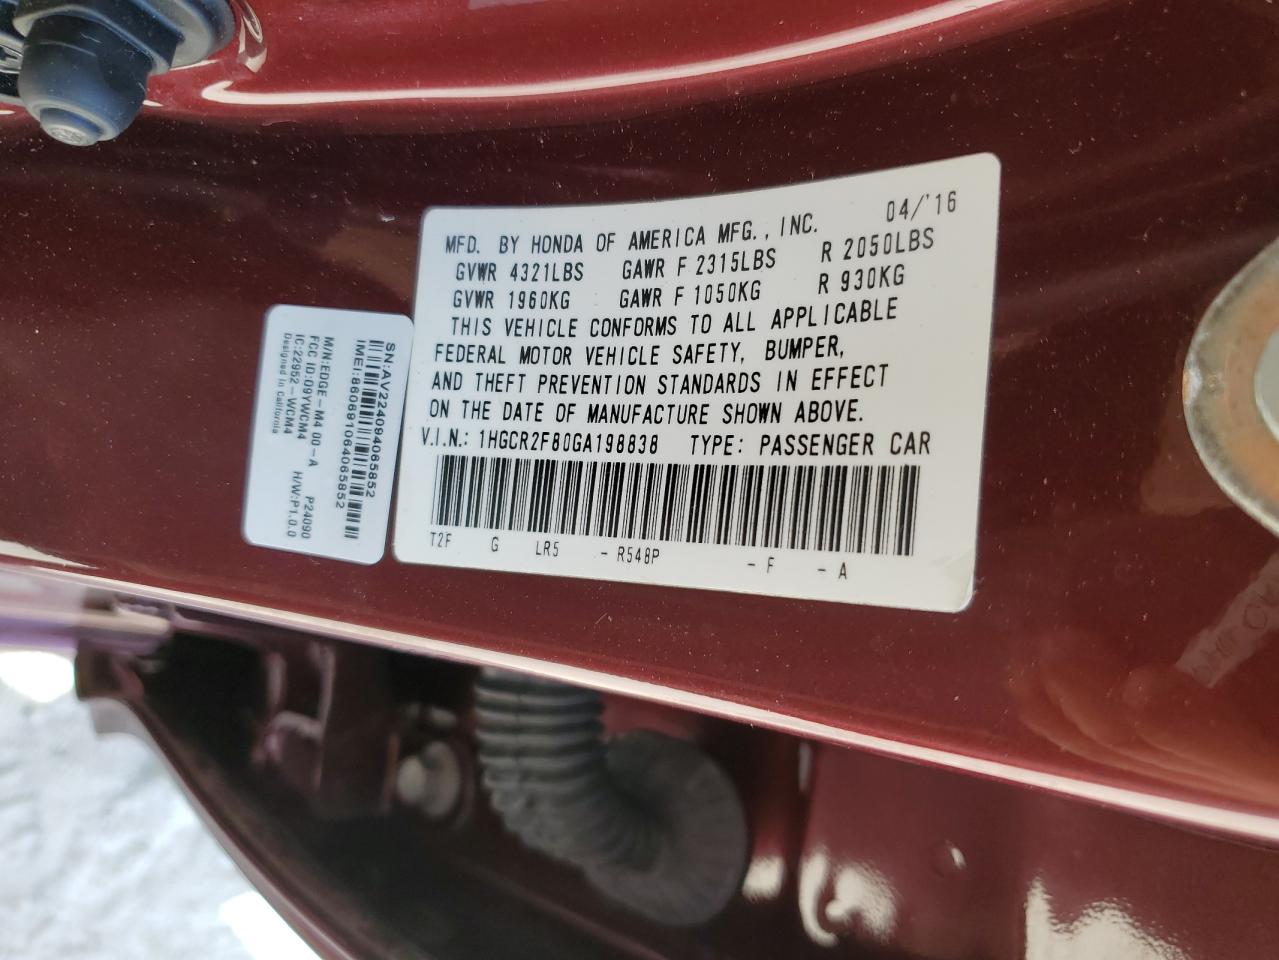 04/'16
MFD. BY HONDA OF AMERICA MFG., INC.
GVWR 4321LBS GAWR F 2315LBS R 2050LBS
GVWR 1960KG GAWR F 1050KG R 930KG
THIS VEHICLE CONFORMS TO ALL APPLICABLE
FEDERAL MOTOR VEHICLE SAFETY, BUMPER,
AND THEFT PREVENTION STANDARDS IN EFFECT
ON THE DATE OF MANUFACTURE SHOWN ABOVE.
V.I.N.: 1HGCR2F80GA198838 TYPE: PASSENGER CAR
T2F G LR5 - R548P - F - A
SN:AV224094065852
IMEI:860691064065852
M/N:EDGE-M4 00-A P24090
FCC ID:O9YWCM4 H/W:P1.0.0
IC:22952-WCM4
Designed in California